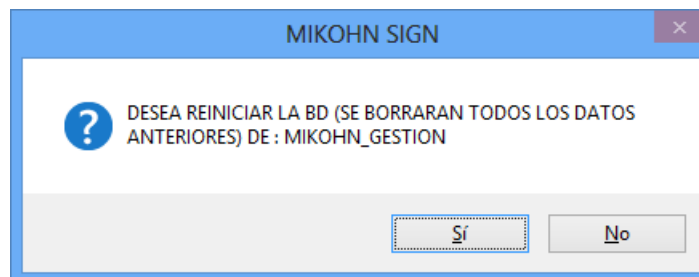 MIKOHN SIGN
DESEA REINICIAR LA BD (SE BORRARAN TODOS LOS DATOS
ANTERIORES) DE : MIKOHN_GESTION
Sí
No